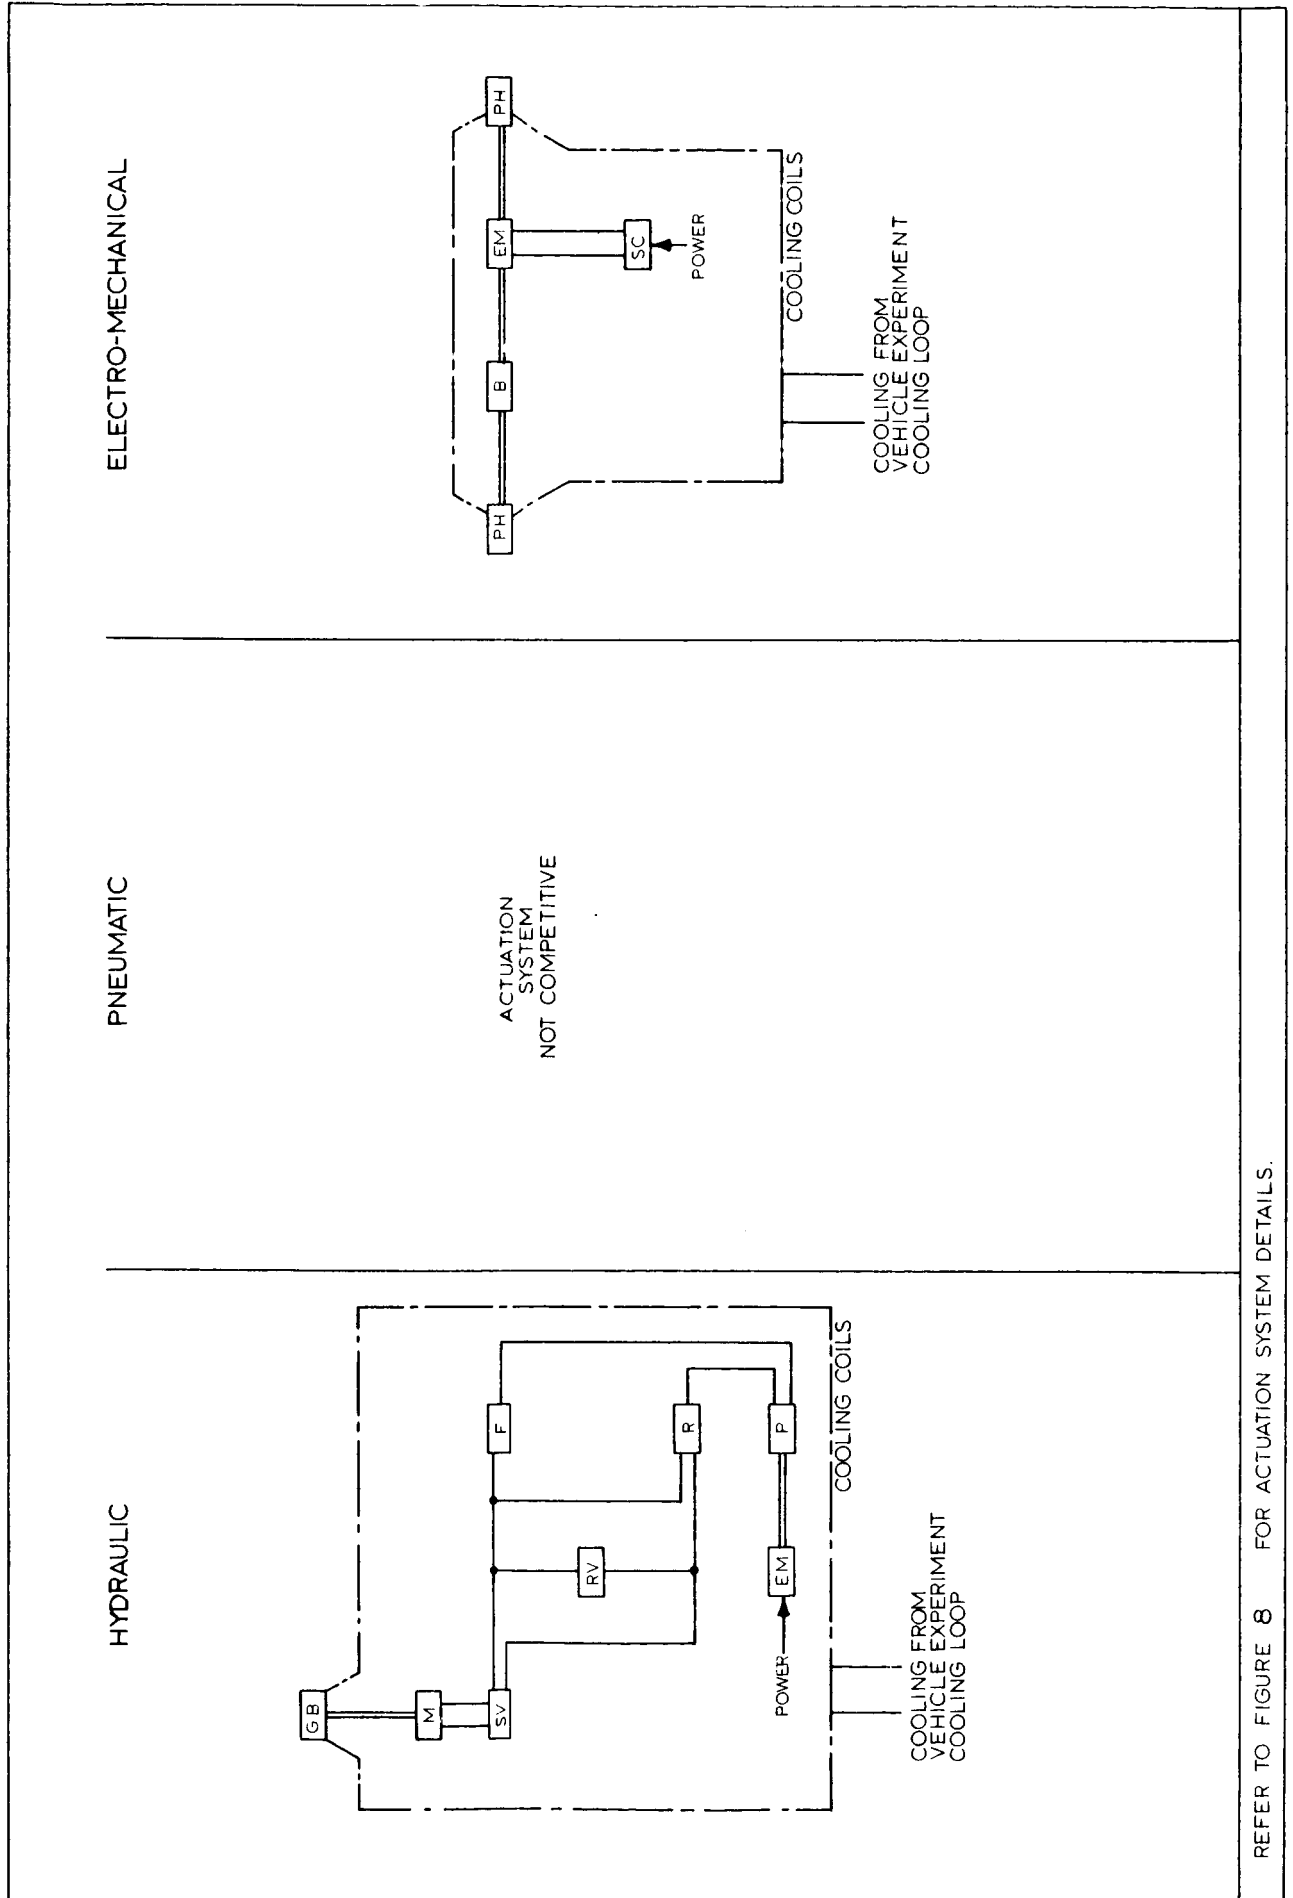 HYDRAULIC
GB
M
SV
F
RV
R
EM
P
POWER
COOLING COILS
COOLING FROM
VEHICLE EXPERIMENT
COOLING LOOP
PNEUMATIC
ACTUATION
SYSTEM
NOT COMPETITIVE
ELECTRO-MECHANICAL
PH
B
EM
PH
SC
POWER
COOLING COILS
COOLING FROM
VEHICLE EXPERIMENT
COOLING LOOP
REFER TO FIGURE 8 FOR ACTUATION SYSTEM DETAILS.